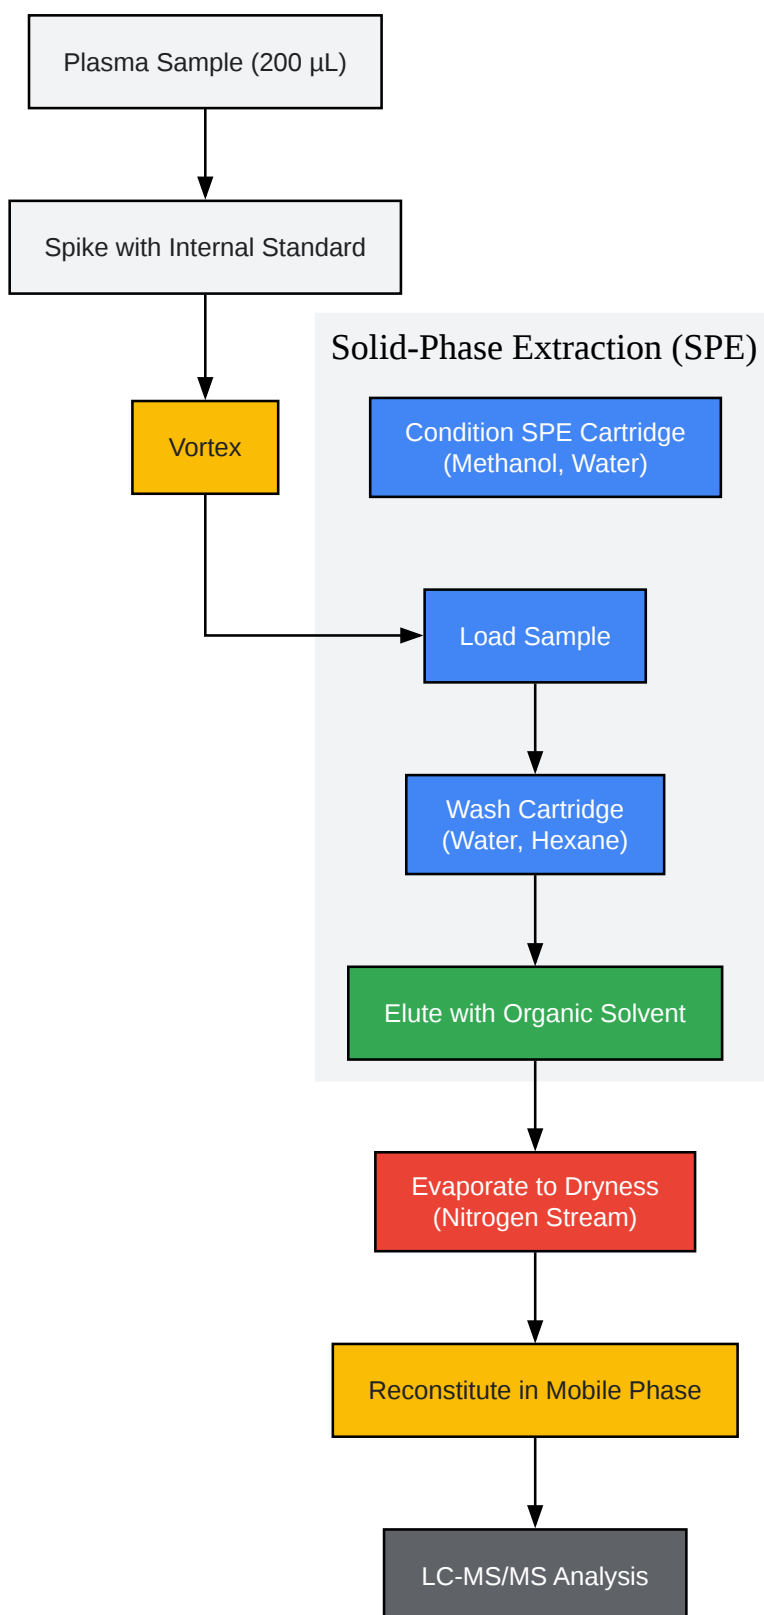 Plasma Sample (200 µL)
Spike with Internal Standard
Solid-Phase Extraction (SPE)
Vortex
Condition SPE Cartridge
(Methanol, Water)
Load Sample
Wash Cartridge
(Water, Hexane)
Elute with Organic Solvent
Evaporate to Dryness
(Nitrogen Stream)
Reconstitute in Mobile Phase
LC-MS/MS Analysis